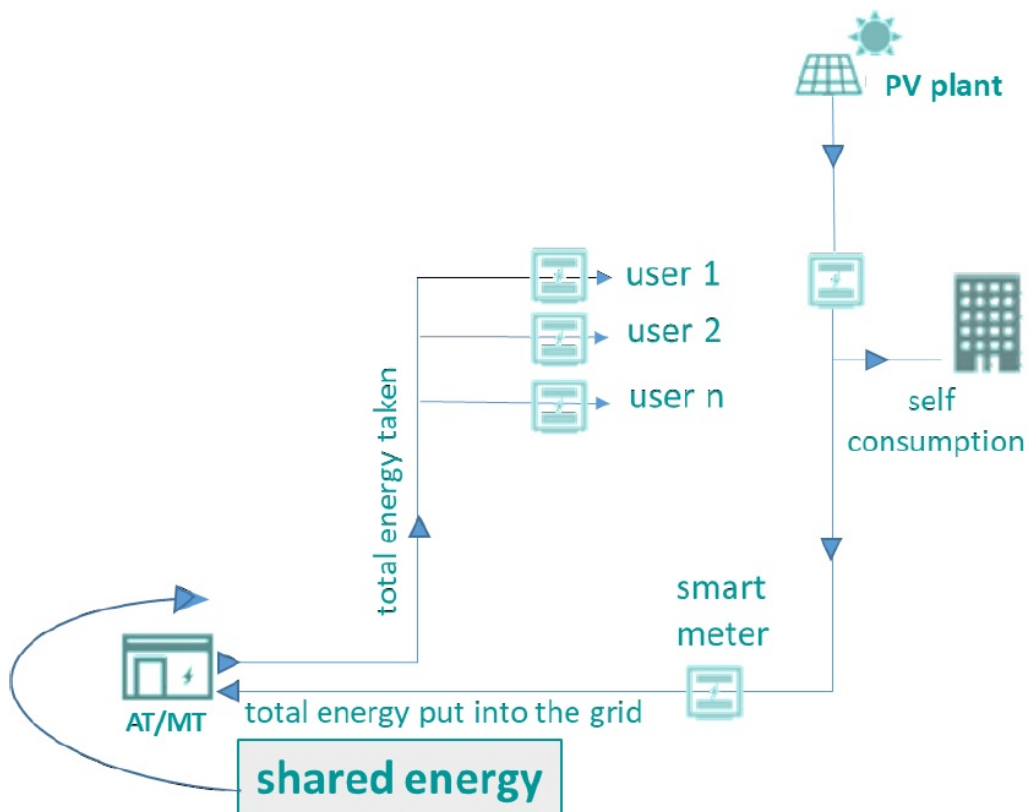 PV plant
user 1
user 2
user n
self
consumption
total energy taken
smart
meter
AT/MT
total energy put into the grid
shared energy